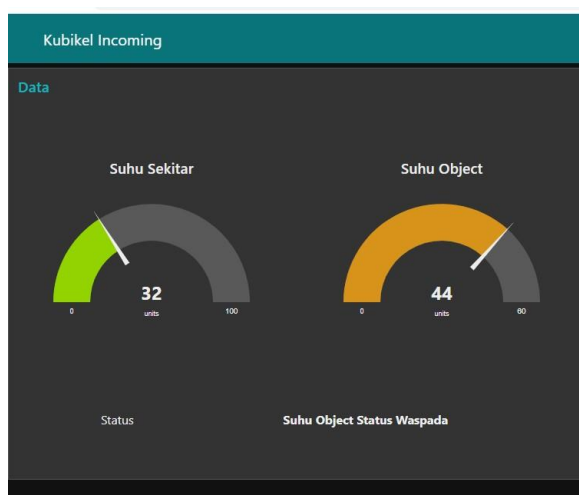 Kubikel Incoming
Data
Suhu Sekitar
Suhu Object
32
units
0
100
44
units
0
60
Status
Suhu Object Status Waspada